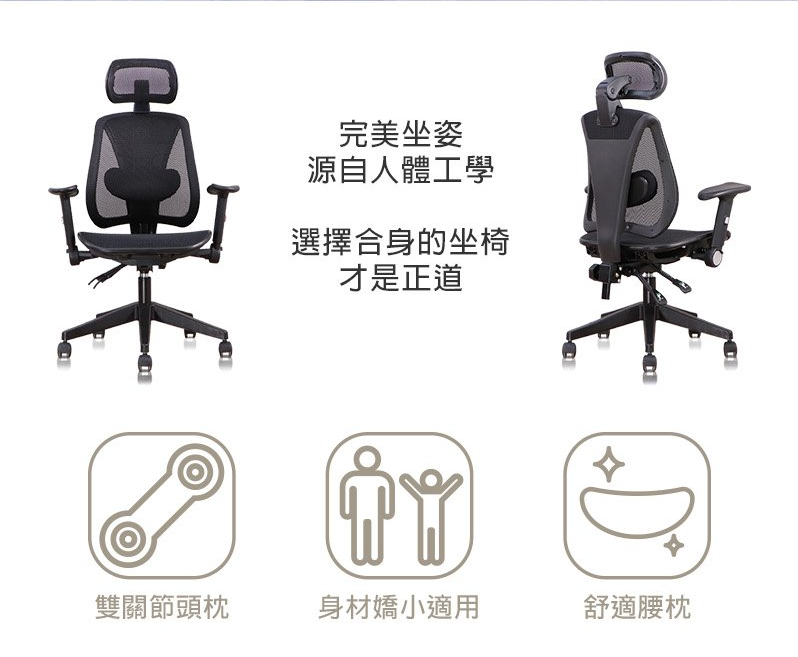 完美坐姿
源自人體工學
選擇合身的坐椅
才是正道
雙關節頭枕
身材嬌小適用
舒適腰枕